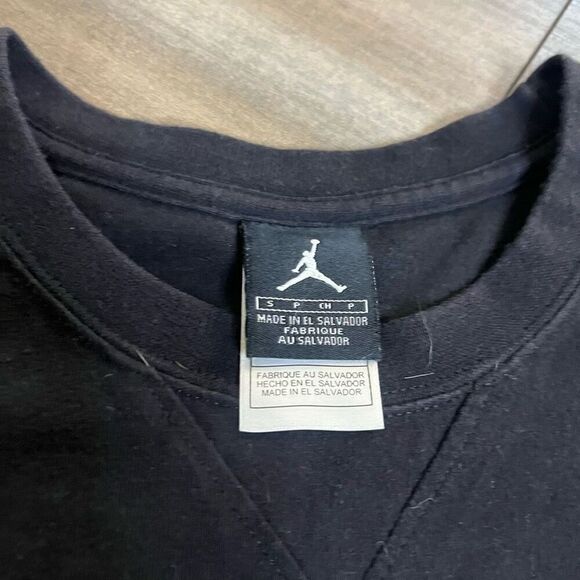 S P CH P
MADE IN EL SALVADOR
FABRIQUE
AU SALVADOR
FABRIQUE AU SALVADOR
HECHO EN EL SALVADOR
MADE IN EL SALVADOR